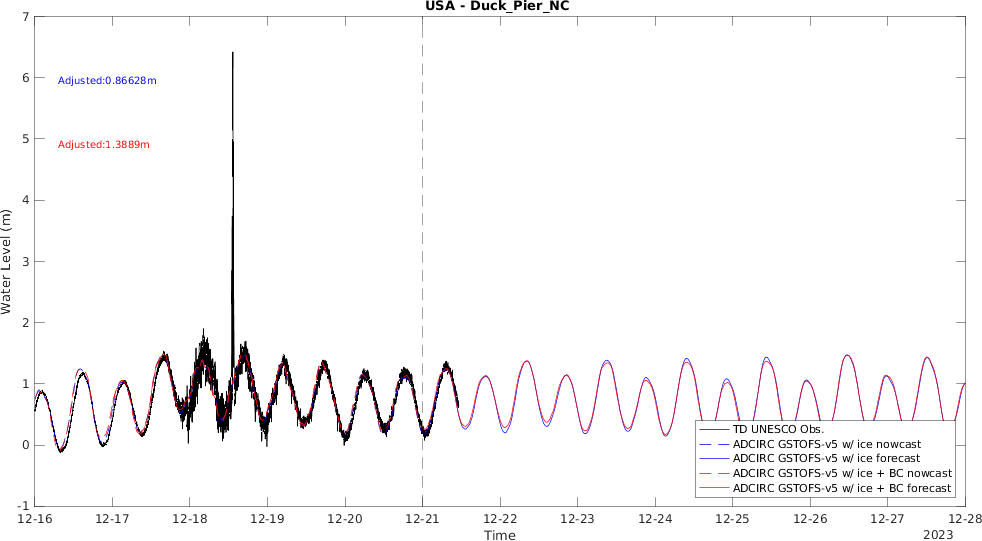 USA - Duck_Pier_NC
7
6
5
4
3
2
1
0
-1
Water Level (m)
Adjusted:0.86628m
Adjusted:1.3889m
TD UNESCO Obs.
ADCIRC GSTOFS-v5 w/ ice nowcast
ADCIRC GSTOFS-v5 w/ ice forecast
ADCIRC GSTOFS-v5 w/ ice + BC nowcast
ADCIRC GSTOFS-v5 w/ ice + BC forecast
12-16 12-17 12-18 12-19 12-20 12-21 12-22 12-23 12-24 12-25 12-26 12-27 12-28
Time
2023